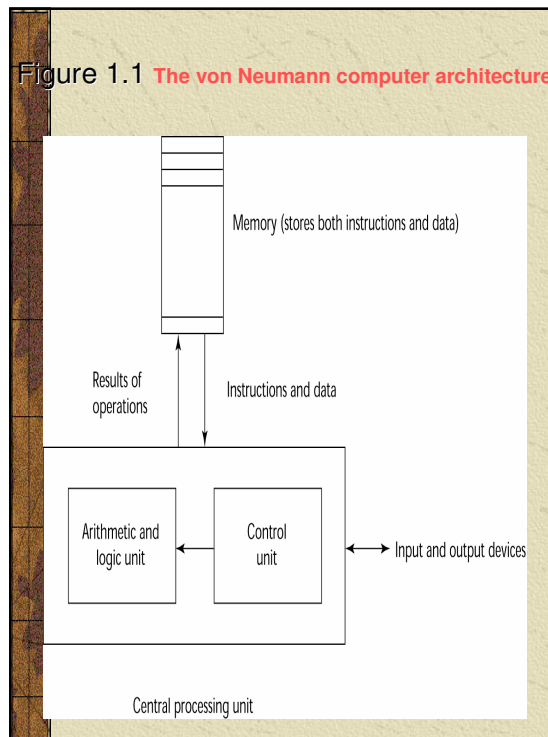 Figure 1.1 The von Neumann computer architecture
Memory (stores both instructions and data)
Results of
operations
Instructions and data
Arithmetic and
logic unit
Control
unit
Input and output devices
Central processing unit